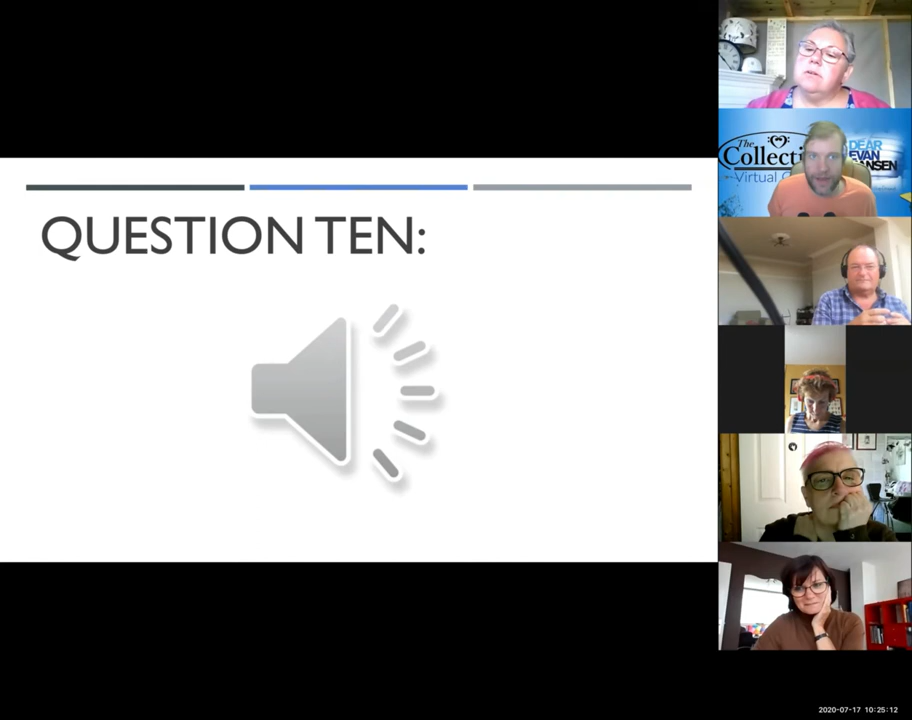 QUESTION TEN:
The
Collecti
Virtual C
DEAR
EVAN
ANSEN
2020-07-17 10:25:12